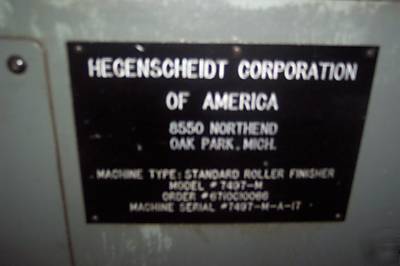 HEGENSCHEIDT CORPORATION
OF AMERICA
8550 NORTHEND
OAK PARK, MICH.
MACHINE TYPE: STANDARD ROLLER FINISHER
MODEL #7497-M
ORDER #6710C10066
MACHINE SERIAL #7497-M-A-17